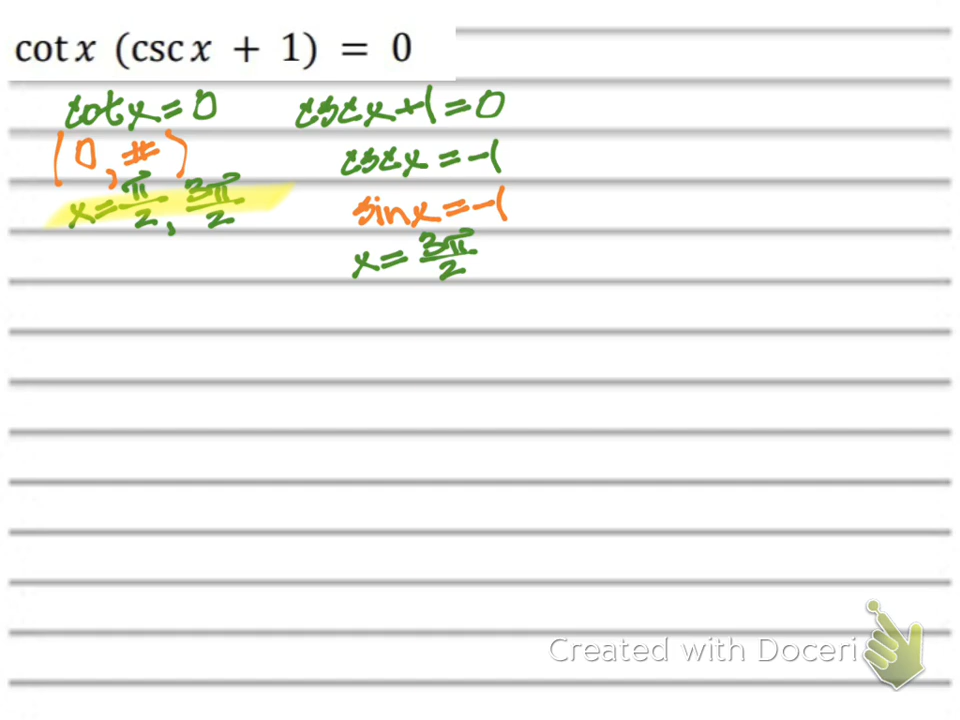 cot x (csc x + 1) = 0
cot x = 0
(0, #)
x = π/2, 3π/2
csc x + 1 = 0
csc x = -1
sin x = -1
x = 3π/2
Created with Doceri